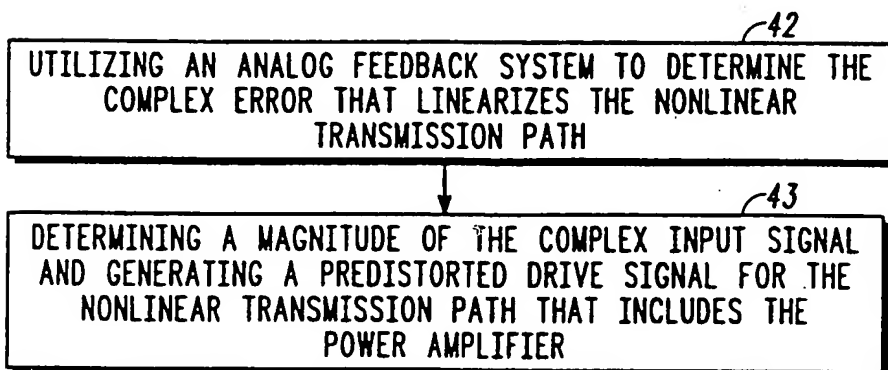 42
UTILIZING AN ANALOG FEEDBACK SYSTEM TO DETERMINE THE
COMPLEX ERROR THAT LINEARIZES THE NONLINEAR
TRANSMISSION PATH
43
DETERMINING A MAGNITUDE OF THE COMPLEX INPUT SIGNAL
AND GENERATING A PREDISTORTED DRIVE SIGNAL FOR THE
NONLINEAR TRANSMISSION PATH THAT INCLUDES THE
POWER AMPLIFIER